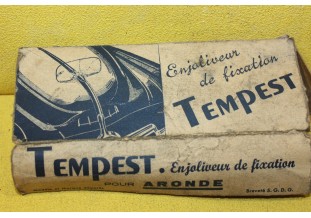 Enjoliveur
de fixation
TEMPEST
TEMPEST. Enjoliveur de fixation
POUR ARONDE
Breveté S. G. D. G.